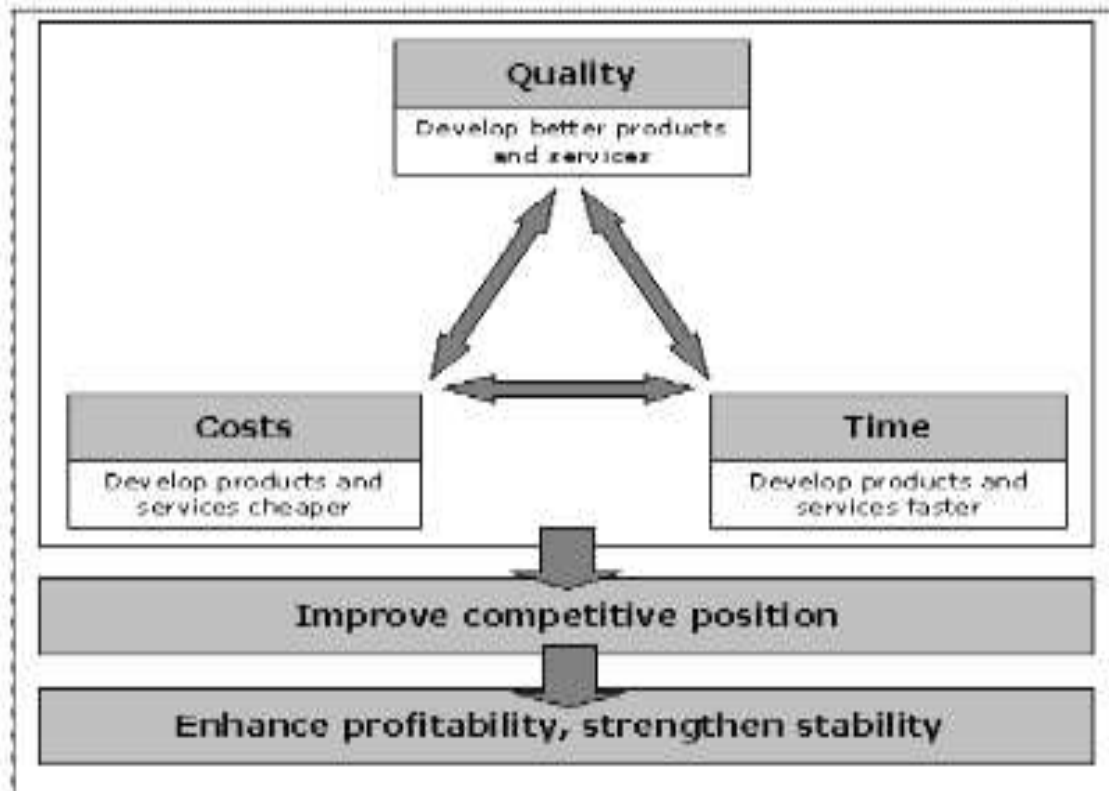 Quality
Develop better products
and services
Costs
Develop products and
services cheaper
Time
Develop products and
services faster
Improve competitive position
Enhance profitability, strengthen stability